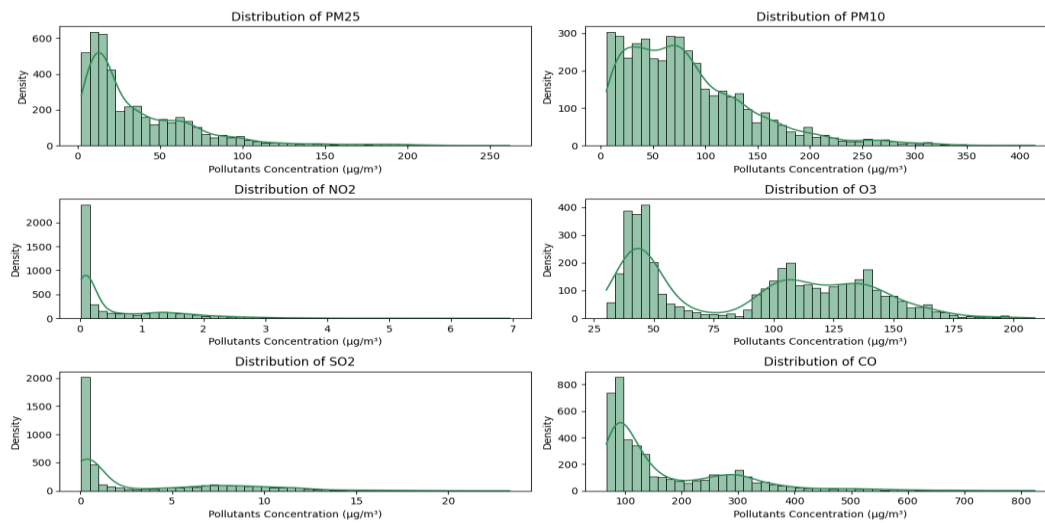 Distribution of PM25
Density
600
400
200
0
0 50 100 150 200 250
Pollutants Concentration (µg/m³)
Distribution of PM10
Density
300
200
100
0
0 50 100 150 200 250 300 350 400
Pollutants Concentration (µg/m³)
Distribution of NO2
Density
2000
1500
1000
500
0
0 1 2 3 4 5 6 7
Pollutants Concentration (µg/m³)
Distribution of O3
Density
400
300
200
100
0
25 50 75 100 125 150 175 200
Pollutants Concentration (µg/m³)
Distribution of SO2
Density
2000
1500
1000
500
0
0 5 10 15 20
Pollutants Concentration (µg/m³)
Distribution of CO
Density
800
600
400
200
0
100 200 300 400 500 600 700 800
Pollutants Concentration (µg/m³)